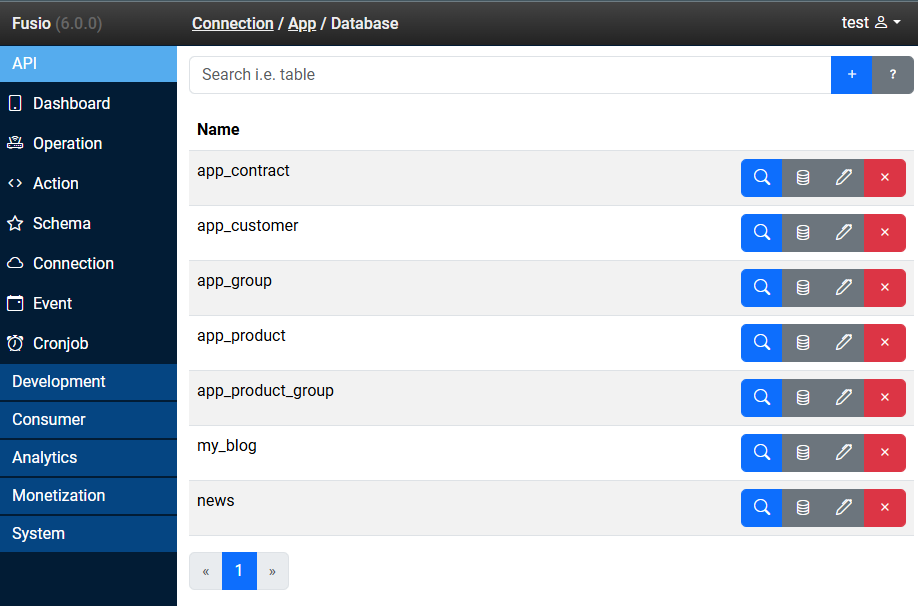 Fusio (6.0.0)
Connection / App / Database
test
API
Dashboard
Operation
Action
Schema
Connection
Event
Cronjob
Development
Consumer
Analytics
Monetization
System
Search i.e. table
+ ?
Name
app_contract
app_customer
app_group
app_product
app_product_group
my_blog
news
« 1 »